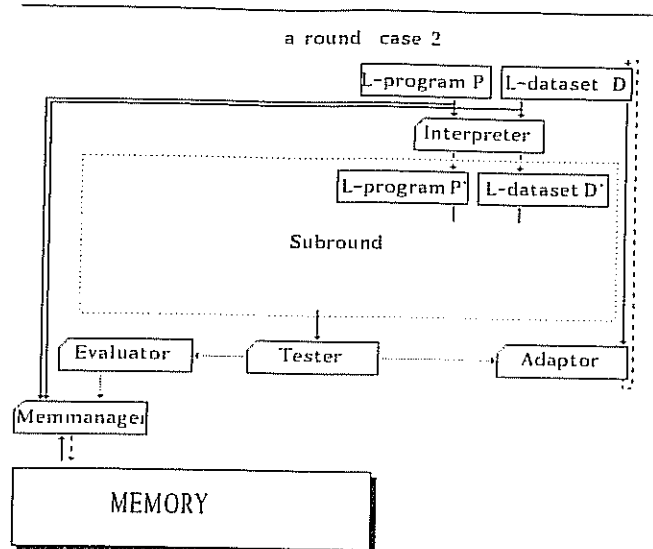 a round case 2
L-program P
L-dataset D
Interpreter
L-program P'
L-dataset D'
Subround
Evaluator
Tester
Adaptor
Memmanager
MEMORY